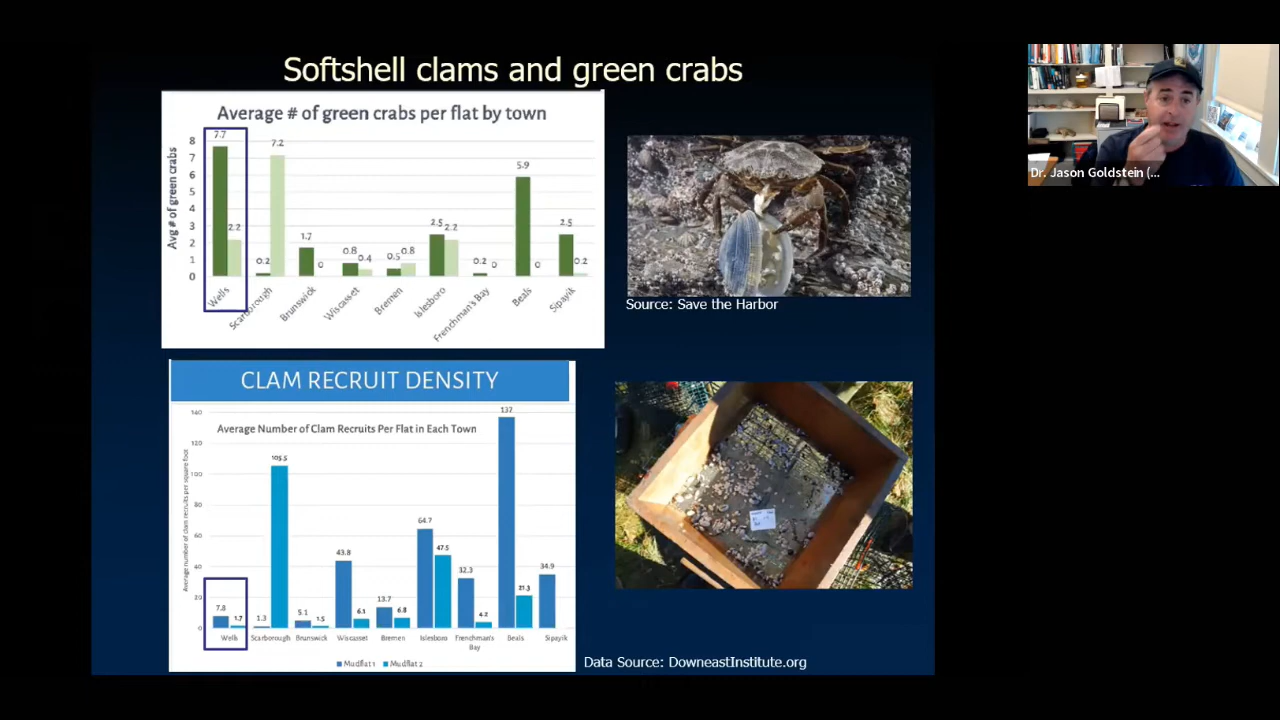 Softshell clams and green crabs
Average # of green crabs per flat by town
Avg # of green crabs
8
7
6
5
4
3
2
1
0
7.7
2.2
0.2
7.2
1.7
0
0.8
0.4
0.5
0.8
2.5
2.2
0.2
0
5.9
0
2.5
0.2
Wells
Scarborough
Brunswick
Wiscasset
Bremen
Islesboro
Frenchman's Bay
Beals
Sipayik
Source: Save the Harbor
Dr. Jason Goldstein (...
CLAM RECRUIT DENSITY
Average Number of Clam Recruits Per Flat in Each Town
Average number of clam recruits per square foot
140
120
100
80
60
40
20
0
7.8
1.7
1.3
105.5
5.1
1.5
43.8
6.1
13.7
6.8
64.7
47.5
32.3
4.2
137
21.3
34.9
Wells
Scarborough
Brunswick
Wiscasset
Bremen
Islesboro
Frenchman's
Bay
Beals
Sipayik
Mudflat 1
Mudflat 2
Data Source: DowneastInstitute.org